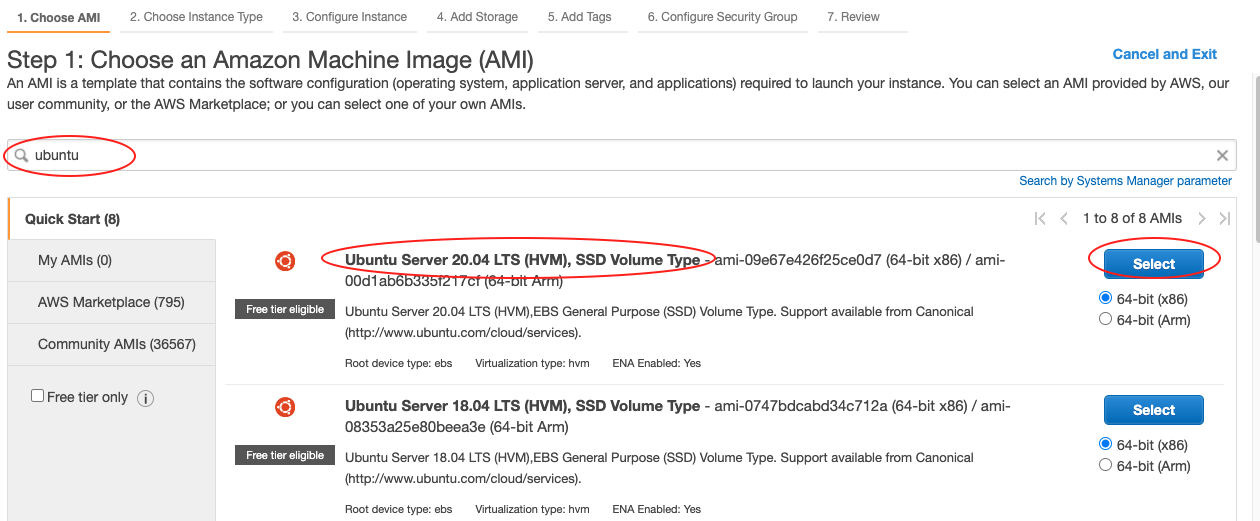 1. Choose AMI 2. Choose Instance Type 3. Configure Instance 4. Add Storage 5. Add Tags 6. Configure Security Group 7. Review
Step 1: Choose an Amazon Machine Image (AMI)
Cancel and Exit
An AMI is a template that contains the software configuration (operating system, application server, and applications) required to launch your instance. You can select an AMI provided by AWS, our
user community, or the AWS Marketplace; or you can select one of your own AMIs.
ubuntu
Search by Systems Manager parameter
Quick Start (8)
My AMIs (0)
AWS Marketplace (795)
Community AMIs (36567)
Free tier only
1 to 8 of 8 AMIs
Ubuntu Server 20.04 LTS (HVM), SSD Volume Type - ami-09e67e426f25ce0d7 (64-bit x86) / ami-
00d1ab6b335f217cf (64-bit Arm)
Free tier eligible
Ubuntu Server 20.04 LTS (HVM),EBS General Purpose (SSD) Volume Type. Support available from Canonical
(http://www.ubuntu.com/cloud/services).
Root device type: ebs Virtualization type: hvm ENA Enabled: Yes
Select
64-bit (x86)
64-bit (Arm)
Ubuntu Server 18.04 LTS (HVM), SSD Volume Type - ami-0747bdcabd34c712a (64-bit x86) / ami-
08353a25e80beea3e (64-bit Arm)
Free tier eligible
Ubuntu Server 18.04 LTS (HVM),EBS General Purpose (SSD) Volume Type. Support available from Canonical
(http://www.ubuntu.com/cloud/services).
Root device type: ebs Virtualization type: hvm ENA Enabled: Yes
Select
64-bit (x86)
64-bit (Arm)